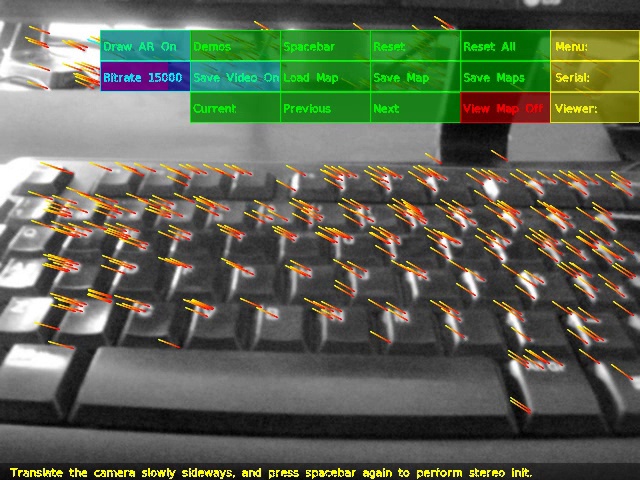 Draw AR On Demos Spacebar Reset Reset All Menu:
Bitrate 15000 Save Video On Load Map Save Map Save Maps Serial:
Current Previous Next View Map Off Viewer:
Translate the camera slowly sideways, and press spacebar again to perform stereo init.